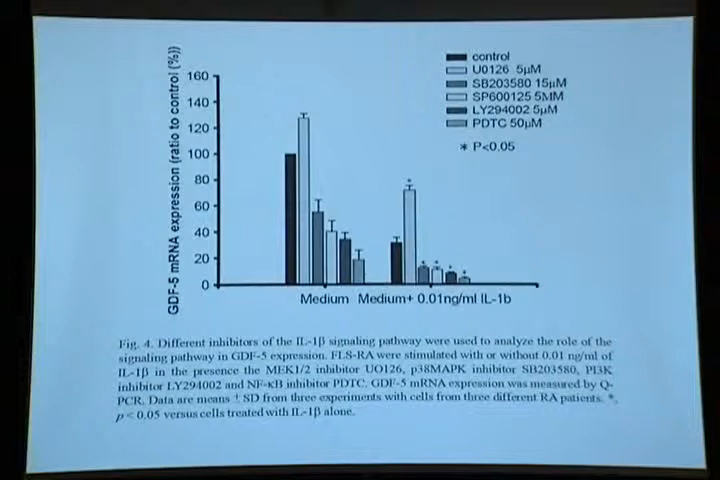 control
U0126 5µM
SB203580 15µM
SP600125 5MM
LY294002 5µM
PDTC 50µM
* P<0,05
GDF-5 mRNA expression (ratio to control (%))
160
140
120
100
80
60
40
20
0
*
*
*
*
*
Medium Medium+ 0.01ng/ml IL-1b
Fig. 4. Different inhibitors of the IL-1β signaling pathway were used to analyze the role of the
signaling pathway in GDF-5 expression. FLS-RA were stimulated with or without 0.01 ng/ml of
IL-1β in the presence the MEK1/2 inhibitor UO126, p38MAPK inhibitor SB203580, PI3K
inhibitor LY294002 and NF-κB inhibitor PDTC. GDF-5 mRNA expression was measured by Q-
PCR. Data are means ± SD from three experiments with cells from three different RA patients. *,
p < 0.05 versus cells treated with IL-1β alone.